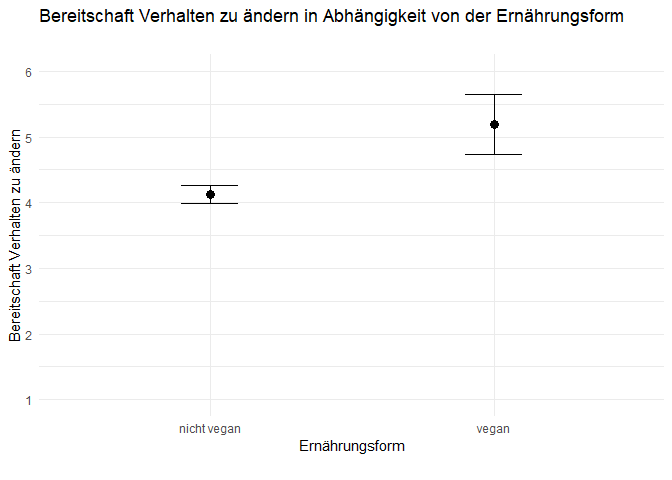 Bereitschaft Verhalten zu ändern in Abhängigkeit von der Ernährungsform
Bereitschaft Verhalten zu ändern
6
5
4
3
2
1
nicht vegan
vegan
Ernährungsform